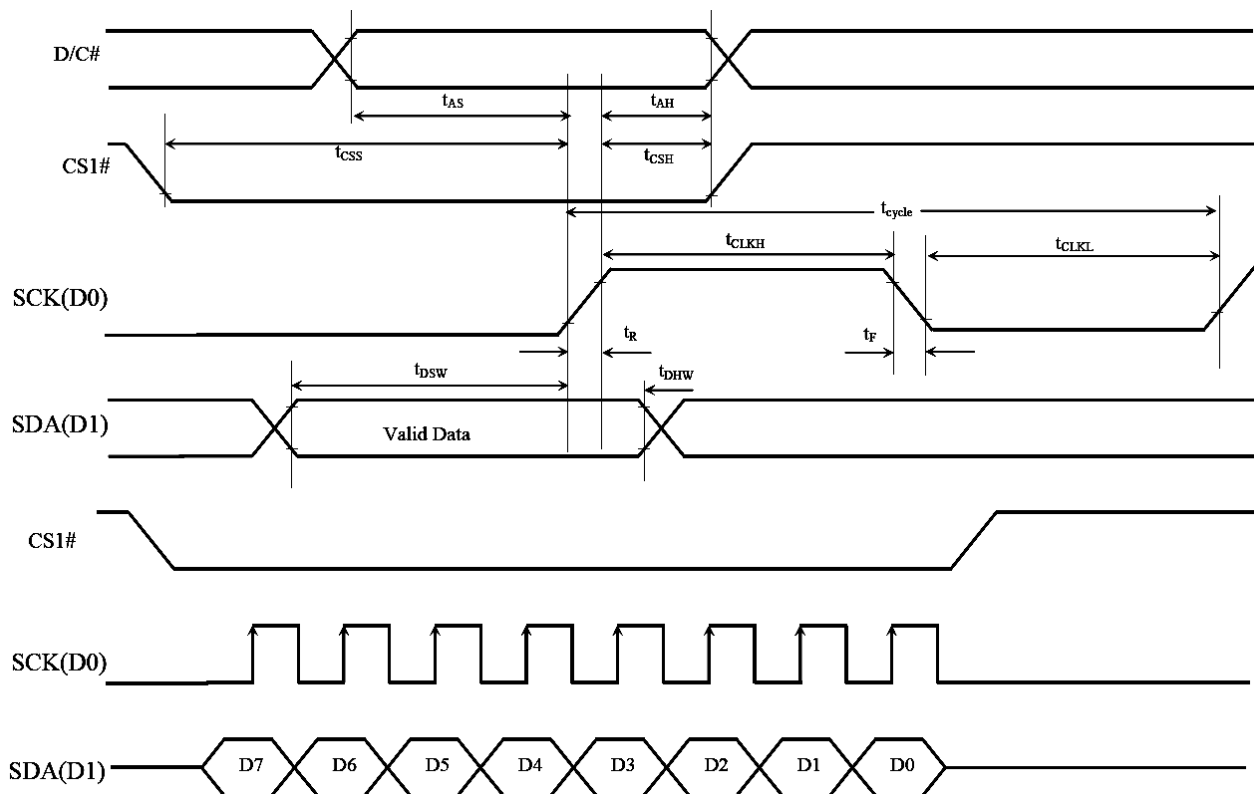 D/C#
tAS
tAH
CS1#
tCSS
tCSH
tcycle
tCLKH
tCLKL
SCK(D0)
tR
tF
tDSW
tDHW
SDA(D1)
Valid Data
CS1#
SCK(D0)
SDA(D1)
D7 D6 D5 D4 D3 D2 D1 D0